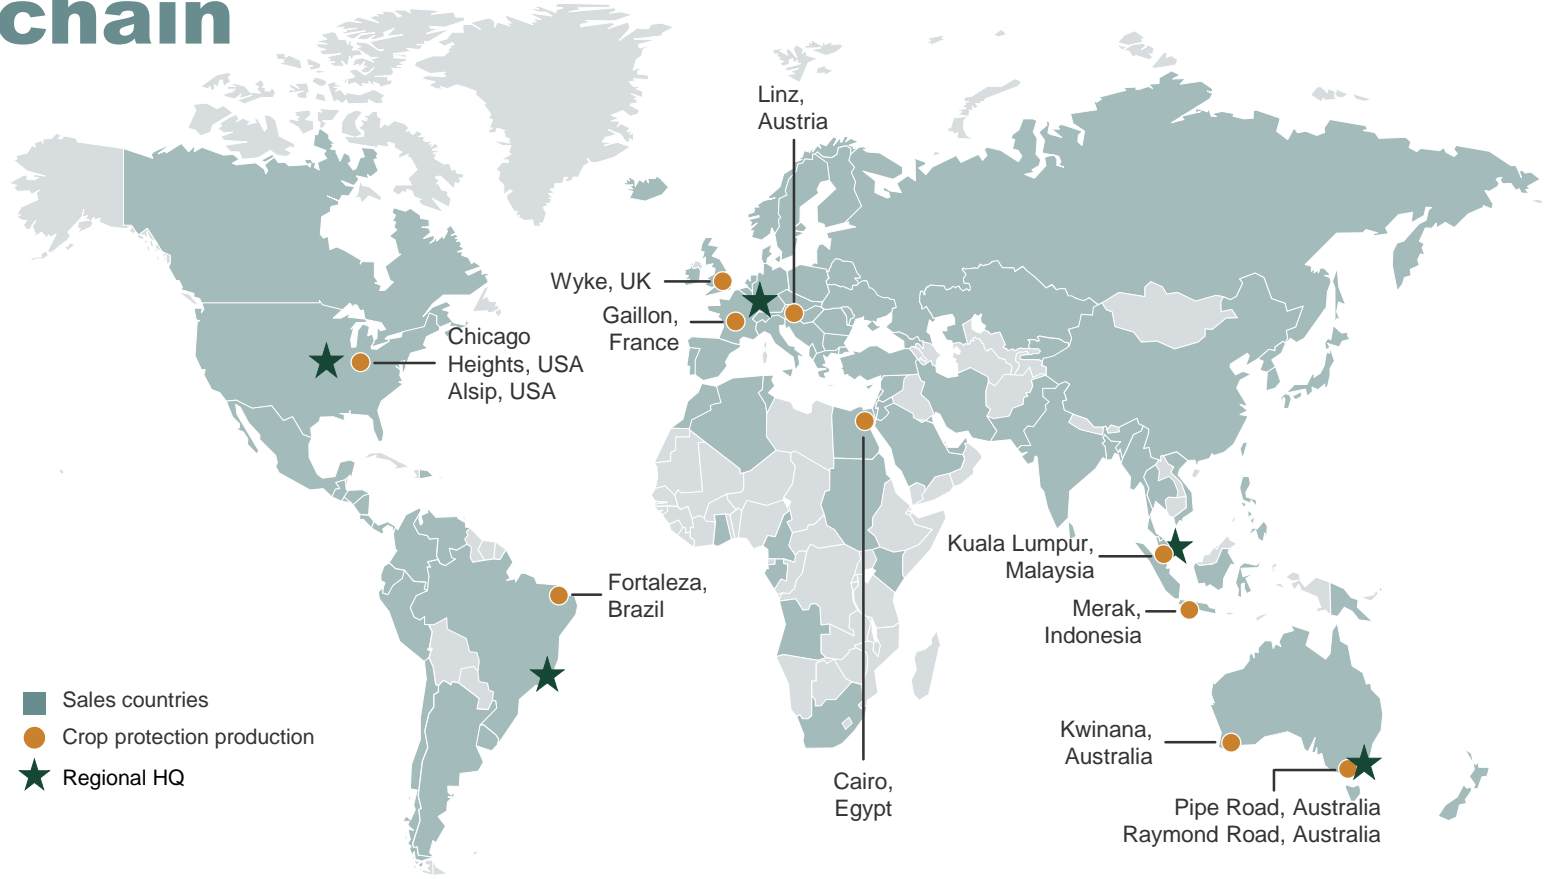 chain
Linz,
Austria
Wyke, UK
Gaillon,
France
Chicago
Heights, USA
Alsip, USA
Kuala Lumpur,
Malaysia
Fortaleza,
Brazil
Merak,
Indonesia
Sales countries
Crop protection production
Regional HQ
Kwinana,
Australia
Cairo,
Egypt
Pipe Road, Australia
Raymond Road, Australia